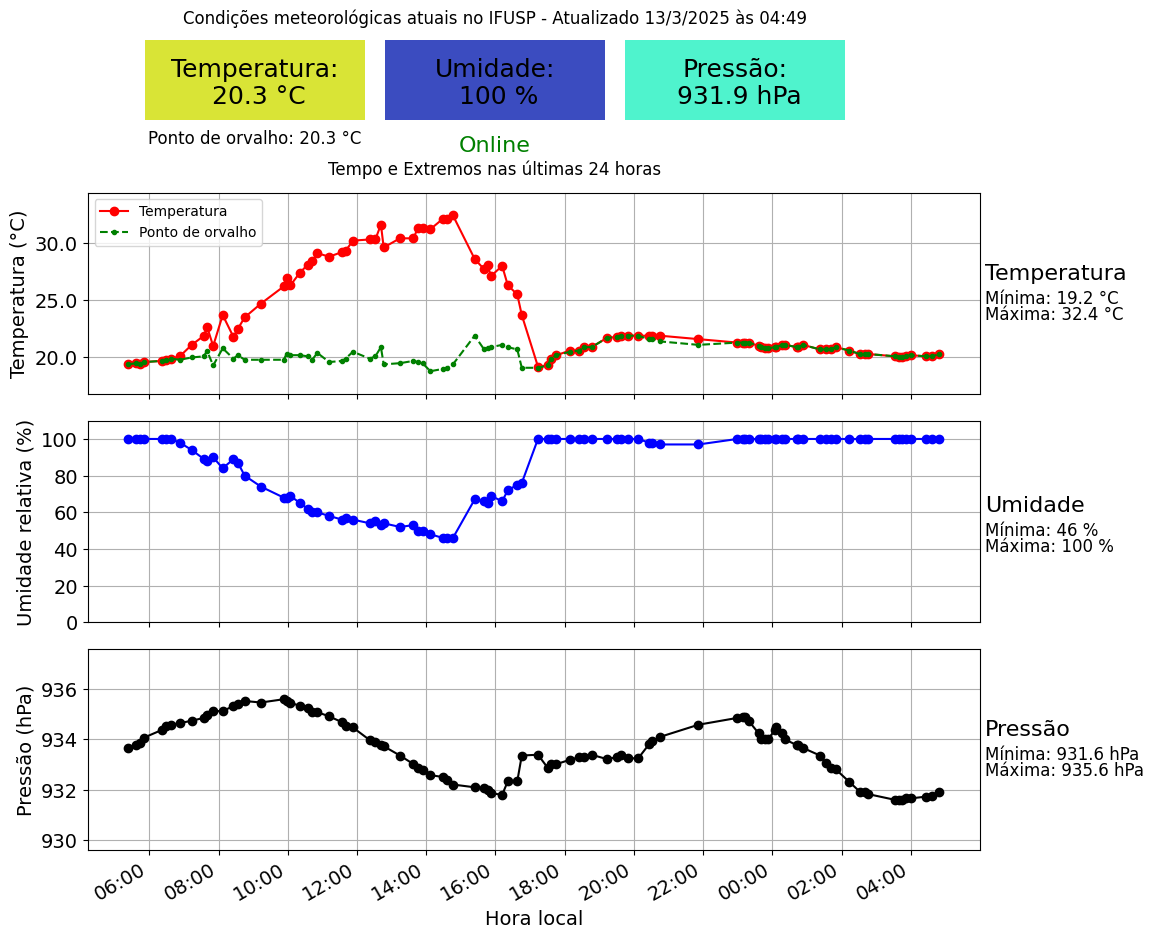 Condições meteorológicas atuais no IFUSP - Atualizado 13/3/2025 às 04:49
Temperatura:
20.3 °C
Umidade:
100 %
Pressão:
931.9 hPa
Ponto de orvalho: 20.3 °C
Online
Tempo e Extremos nas últimas 24 horas
Temperatura (°C)
30.0
25.0
20.0
Temperatura
Ponto de orvalho
Temperatura
Mínima: 19.2 °C
Máxima: 32.4 °C
Umidade relativa (%)
100
80
60
40
20
0
Umidade
Mínima: 46 %
Máxima: 100 %
Pressão (hPa)
936
934
932
930
Pressão
Mínima: 931.6 hPa
Máxima: 935.6 hPa
06:00 08:00 10:00 12:00 14:00 16:00 18:00 20:00 22:00 00:00 02:00 04:00
Hora local